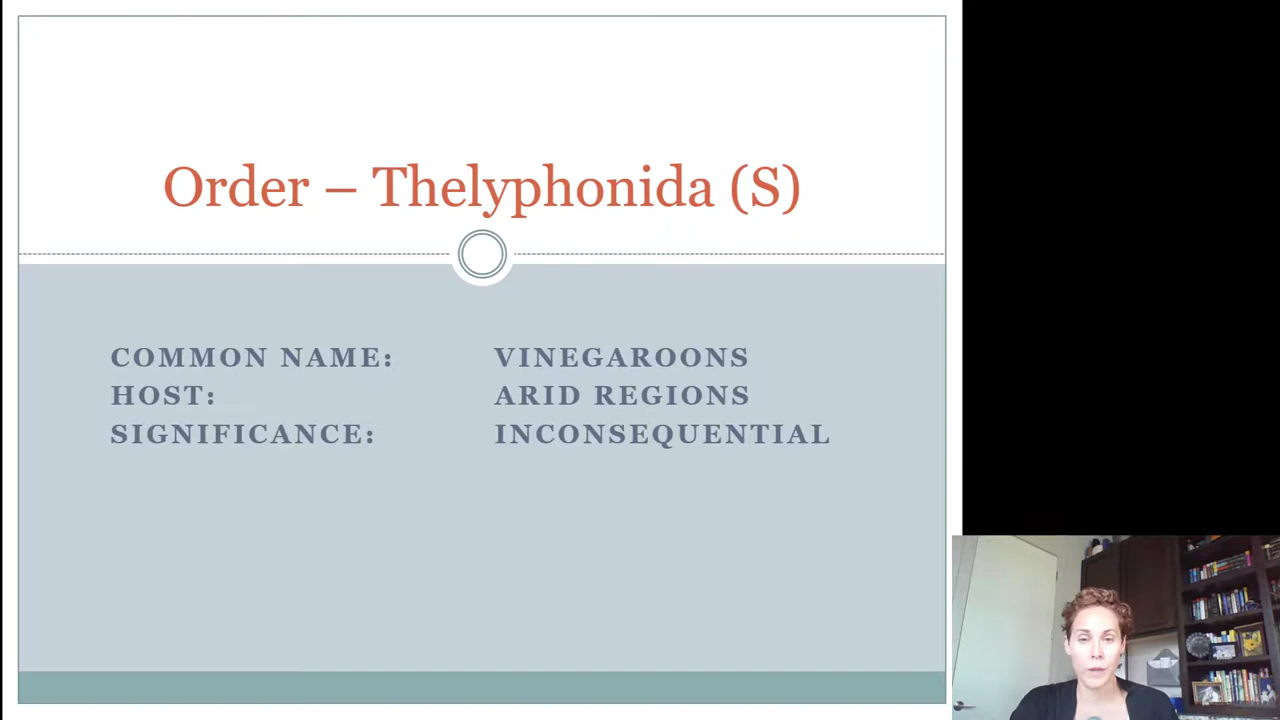 Order – Thelyphonida (S)
COMMON NAME: VINEGAROONS
HOST: ARID REGIONS
SIGNIFICANCE: INCONSEQUENTIAL